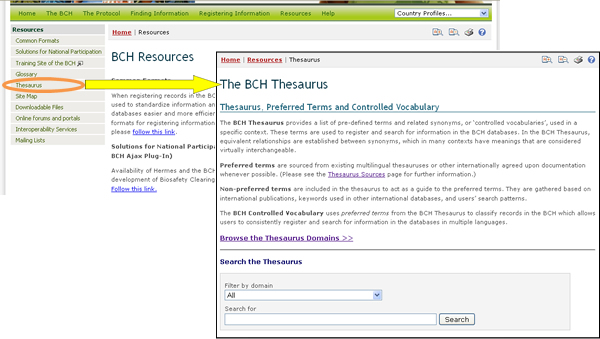 Home | The BCH | The Protocol | Finding Information | Registering Information | Resources | Help
Country Profiles...
Resources
Common Formats
Solutions for National Participation
Training Site of the BCH
Glossary
Thesaurus
Site Map
Downloadable Files
Online forums and portals
Interoperability Services
Mailing Lists
Home | Resources
BCH Resources
Common Formats
When registering records in the BC
used to standardize information an
databases easier and more efficier
formats for registering information
please follow this link.
Solutions for National Participa
BCH Ajax Plug-In)
Availability of Hermes and the BCH
development of Biosafety Clearing
Follow this link.
Home | Resources | Thesaurus
The BCH Thesaurus
Thesaurus, Preferred Terms and Controlled Vocabulary
The BCH Thesaurus provides a list of pre-defined terms and related synonyms, or 'controlled vocabularies', used in a
specific context. These terms are used to register and search for information in the BCH databases. In the BCH Thesaurus,
equivalent relationships are established between synonyms, which in many contexts have meanings that are considered
virtually interchangeable.
Preferred terms are sourced from existing multilingual thesauruses or other internationally agreed upon documentation
whenever possible. (Please see the Thesaurus Sources page for further information.)
Non-preferred terms are included in the thesaurus to act as a guide to the preferred terms. They are gathered based on
international publications, keywords used in other international databases, and users' search patterns.
The BCH Controlled Vocabulary uses preferred terms from the BCH Thesaurus to classify records in the BCH which allows
users to consistently register and search for information in the databases in multiple languages.
Browse the Thesaurus Domains >>
Search the Thesaurus
Filter by domain
All
Search for
Search